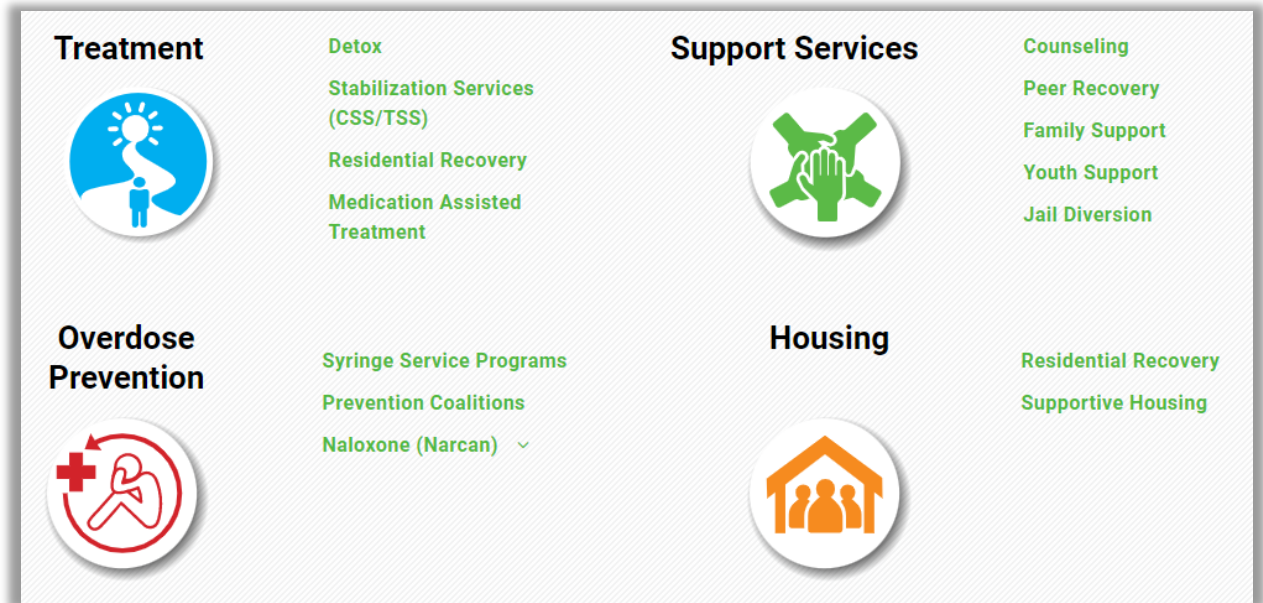 Treatment
Detox
Stabilization Services
(CSS/TSS)
Residential Recovery
Medication Assisted
Treatment
Support Services
Counseling
Peer Recovery
Family Support
Youth Support
Jail Diversion
Overdose
Prevention
Syringe Service Programs
Prevention Coalitions
Naloxone (Narcan)
Housing
Residential Recovery
Supportive Housing